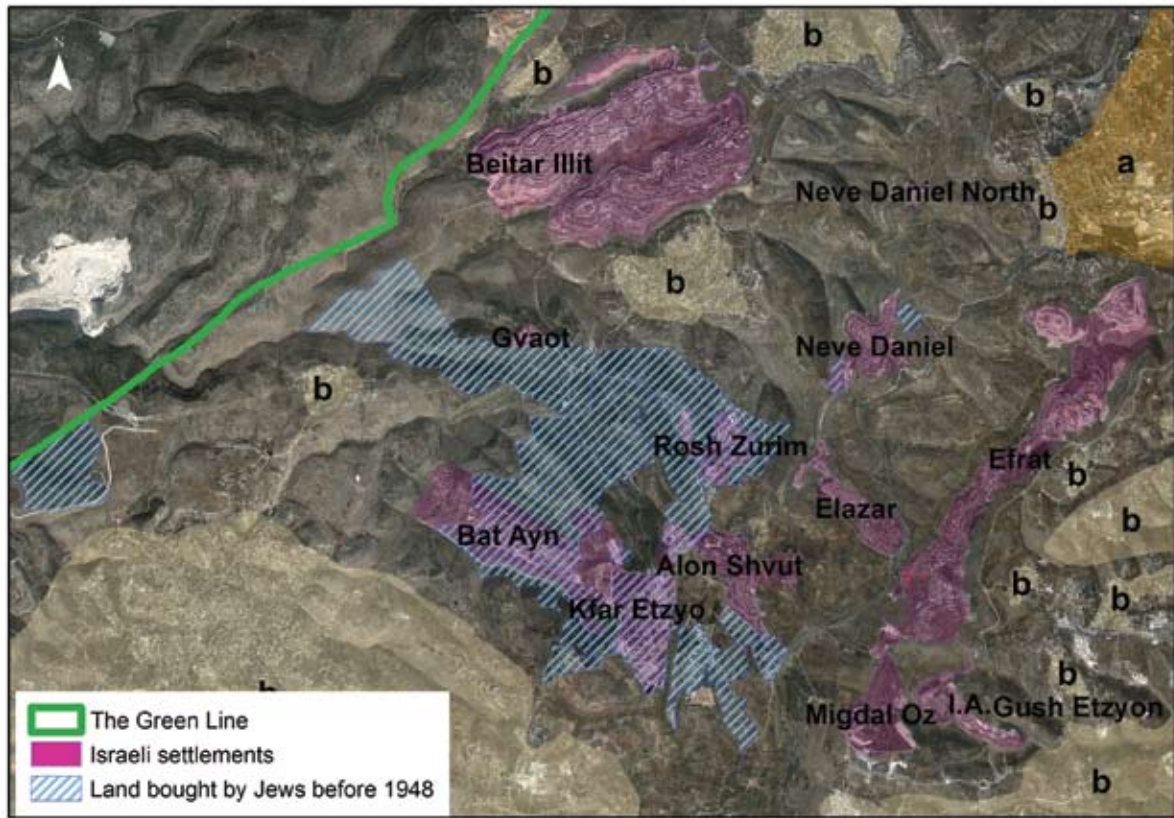 b
b
b
Beitar Illit
a
Neve Daniel North
b
b
Gvaot
Neve Daniel
b
Rosh Zurim
Efrat
b
Elazar
b
Bat Ayn
Alon Shvut
b
b
Kfar Etzyo
b
b
Migdal Oz
I.A.Gush Etzyon
b
The Green Line
Israeli settlements
Land bought by Jews before 1948